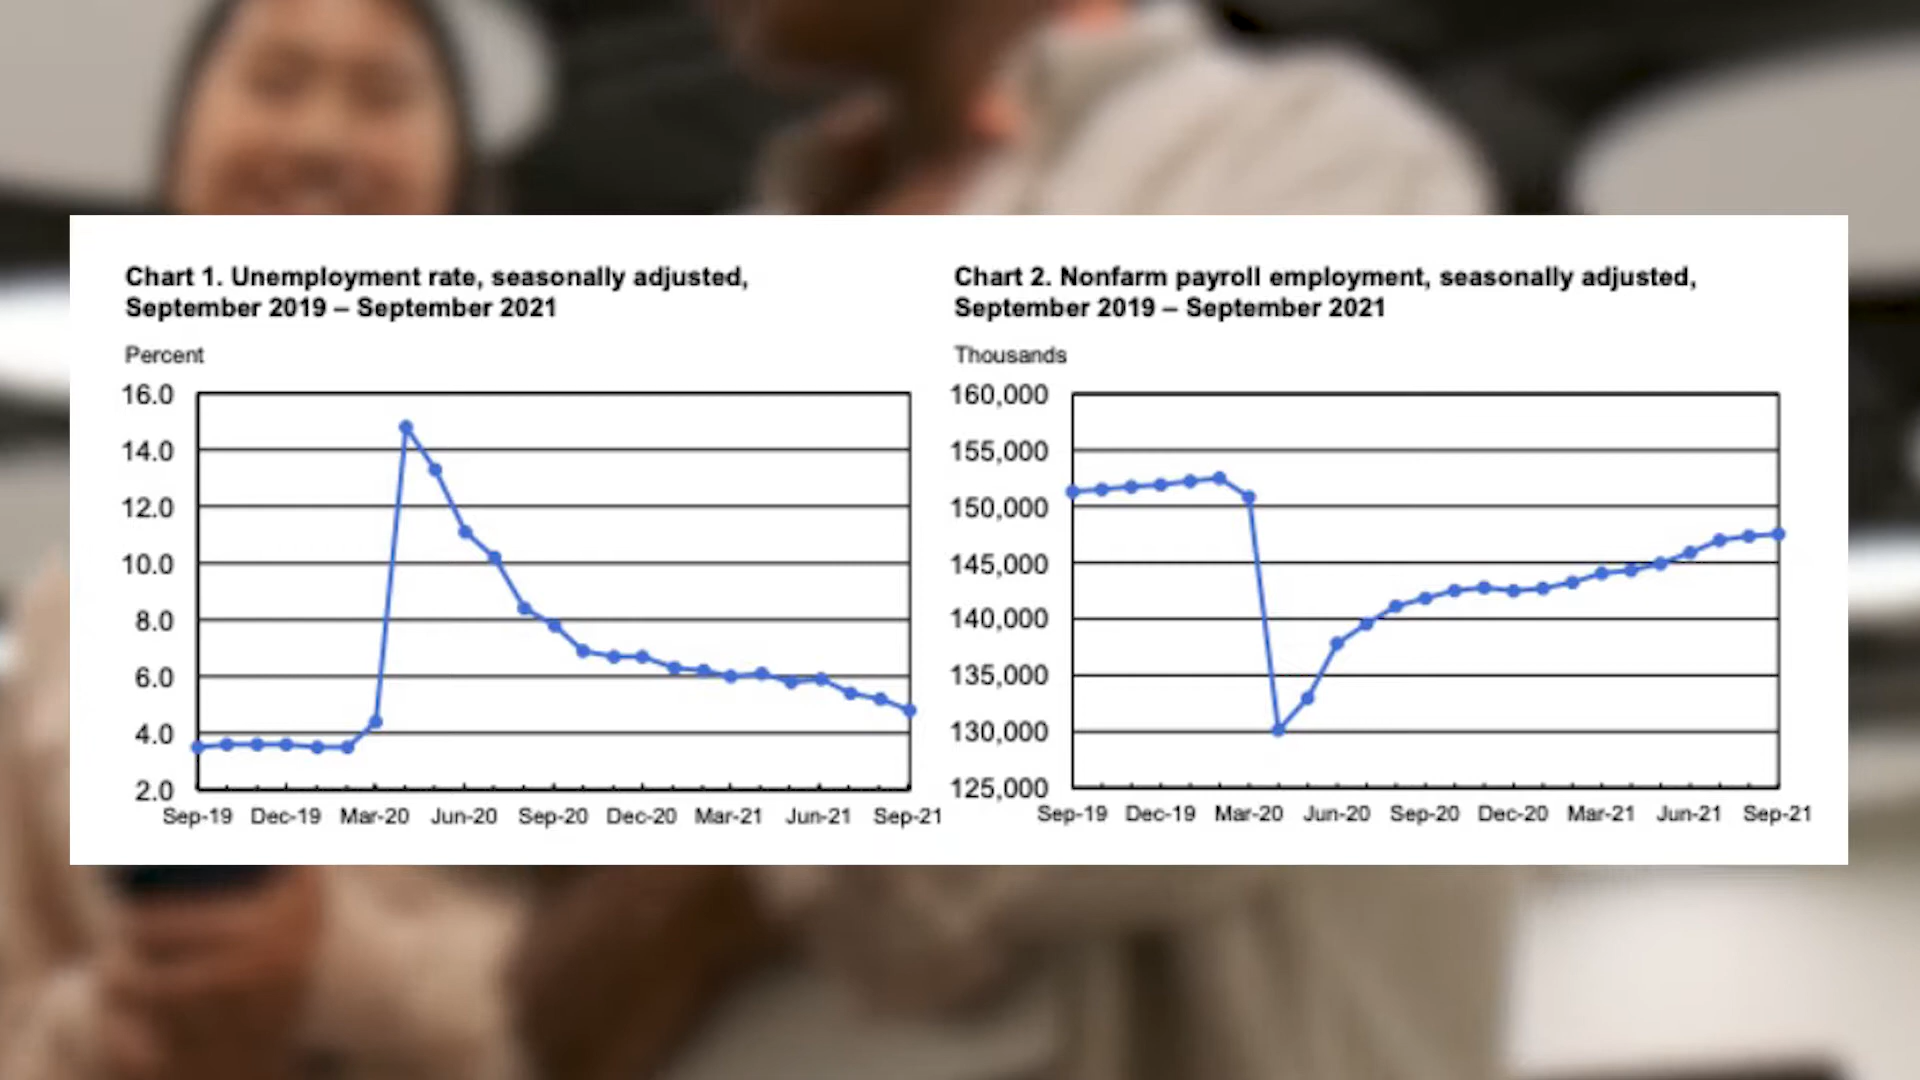 Chart 1. Unemployment rate, seasonally adjusted,
September 2019 – September 2021
Percent
16.0
14.0
12.0
10.0
8.0
6.0
4.0
2.0
Sep-19 Dec-19 Mar-20 Jun-20 Sep-20 Dec-20 Mar-21 Jun-21 Sep-21
Chart 2. Nonfarm payroll employment, seasonally adjusted,
September 2019 – September 2021
Thousands
160,000
155,000
150,000
145,000
140,000
135,000
130,000
125,000
Sep-19 Dec-19 Mar-20 Jun-20 Sep-20 Dec-20 Mar-21 Jun-21 Sep-21